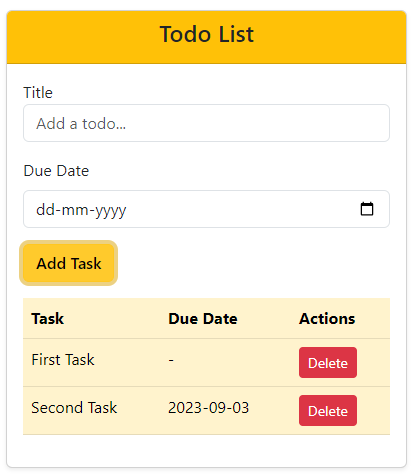 Todo List
Title
Add a todo...
Due Date
dd-mm-yyyy
Add Task
Task Due Date Actions
First Task - Delete
Second Task 2023-09-03 Delete